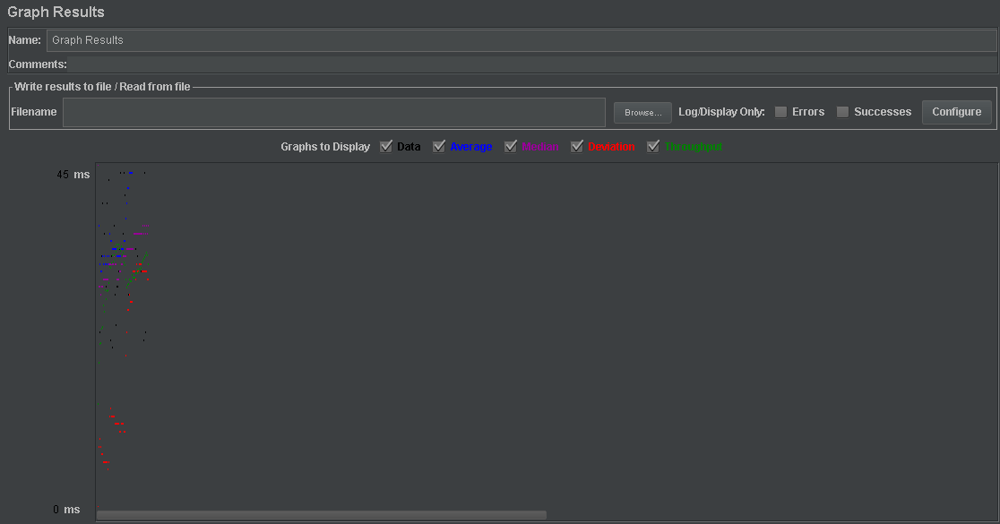 Graph Results
Name: Graph Results
Comments:
Write results to file / Read from file
Filename Browse... Log/Display Only: Errors Successes Configure
Graphs to Display Data Average Median Deviation Throughput
45 ms
0 ms